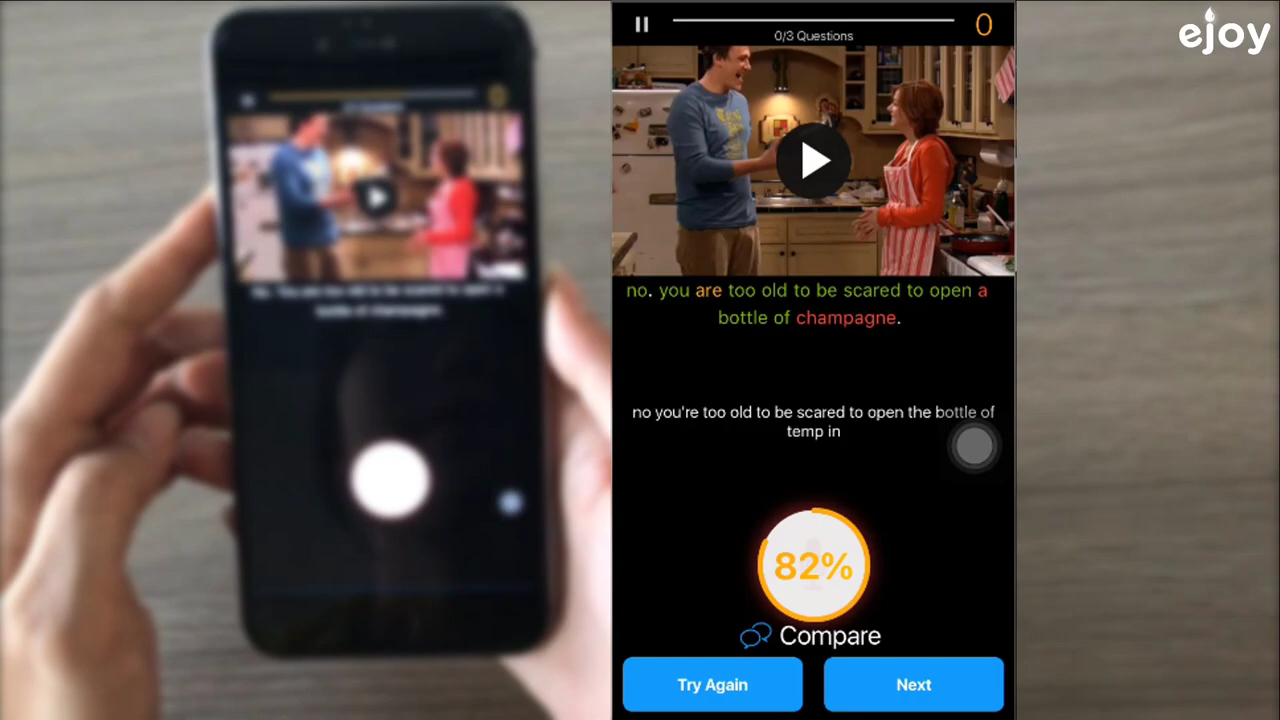 ejoy
0
0/3 Questions
no. you are too old to be scared to open a
bottle of champagne.
no you're too old to be scared to open the bottle of
temp in
82%
Compare
Try Again
Next